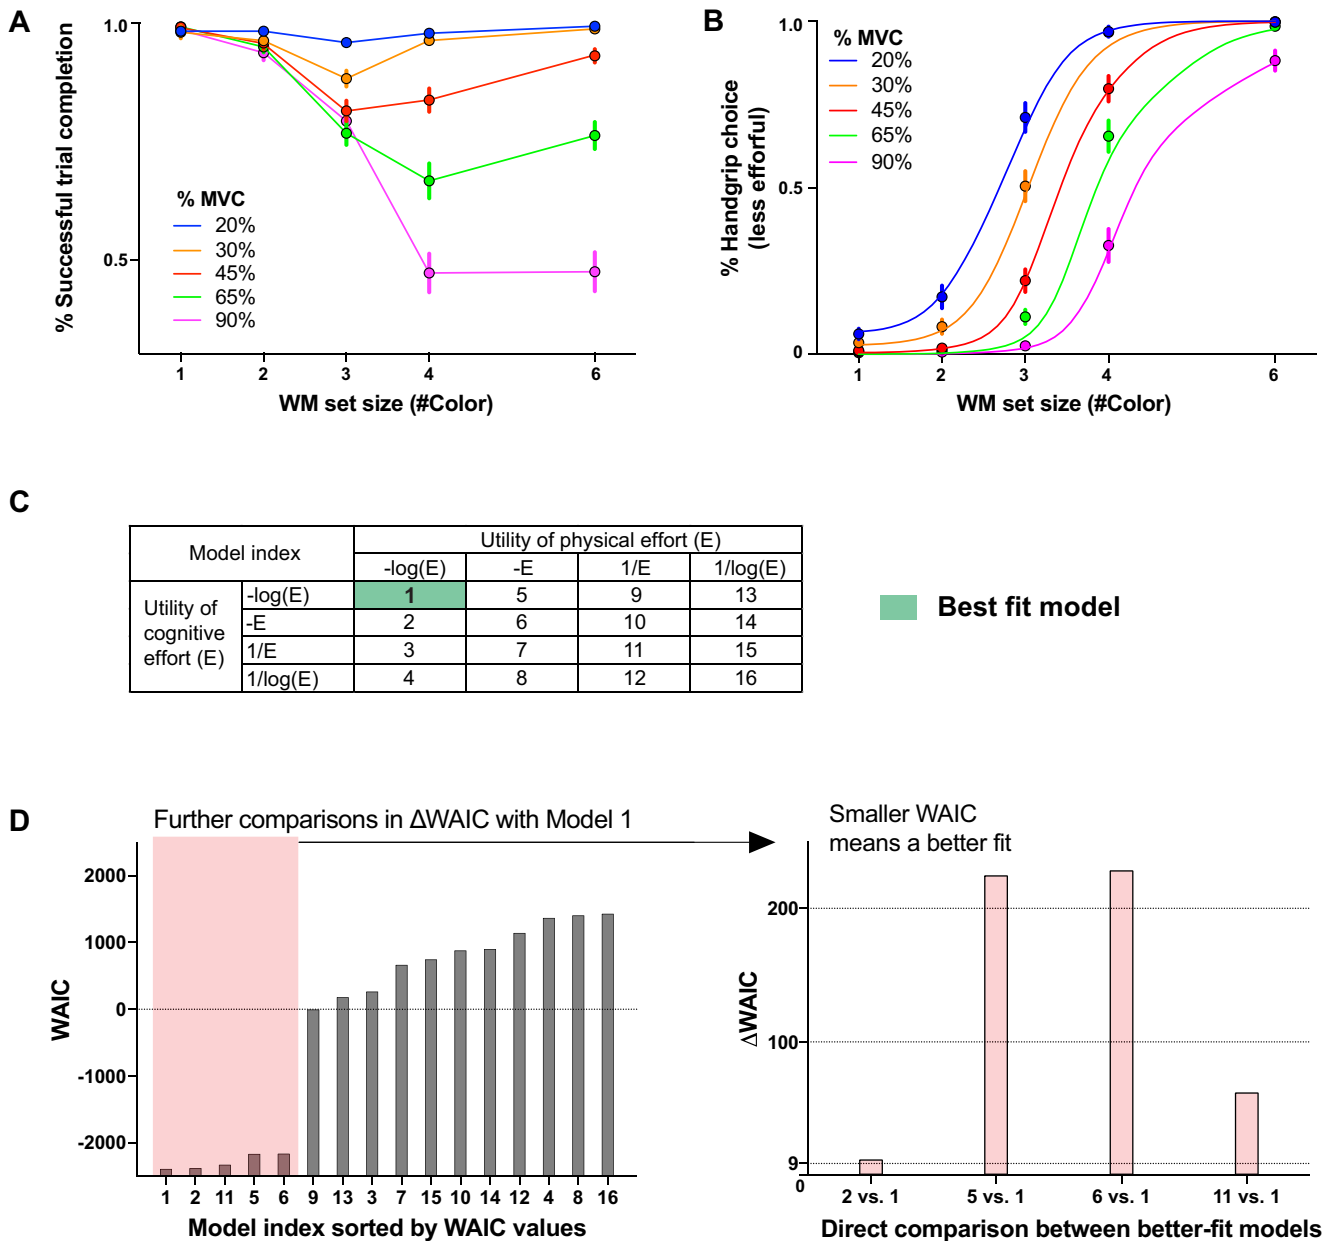 A
% Successful trial completion
1.0
0.5
% MVC
20%
30%
45%
65%
90%
1 2 3 4 6
WM set size (#Color)
B
% Handgrip choice
(less effortful)
1.0
0.5
0
% MVC
20%
30%
45%
65%
90%
1 2 3 4 6
WM set size (#Color)
C
Model index
Utility of physical effort (E)
-log(E) -E 1/E 1/log(E)
Utility of
cognitive
effort (E)
-log(E) 1 5 9 13
-E 2 6 10 14
1/E 3 7 11 15
1/log(E) 4 8 12 16
Best fit model
D
Further comparisons in ΔWAIC with Model 1
WAIC
2000
1000
0
-1000
-2000
1 2 11 5 6 9 13 3 7 15 10 14 12 4 8 16
Model index sorted by WAIC values
Smaller WAIC
means a better fit
ΔWAIC
200
100
9
0
2 vs. 1 5 vs. 1 6 vs. 1 11 vs. 1
Direct comparison between better-fit models